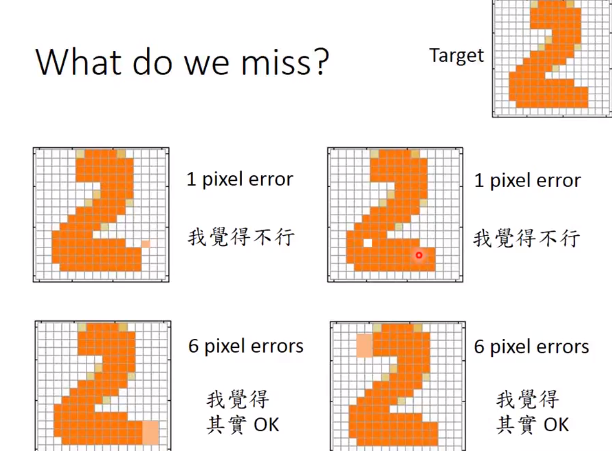 What do we miss?
Target
1 pixel error
我覺得不行
1 pixel error
我覺得不行
6 pixel errors
我覺得
其實 OK
6 pixel errors
我覺得
其實 OK